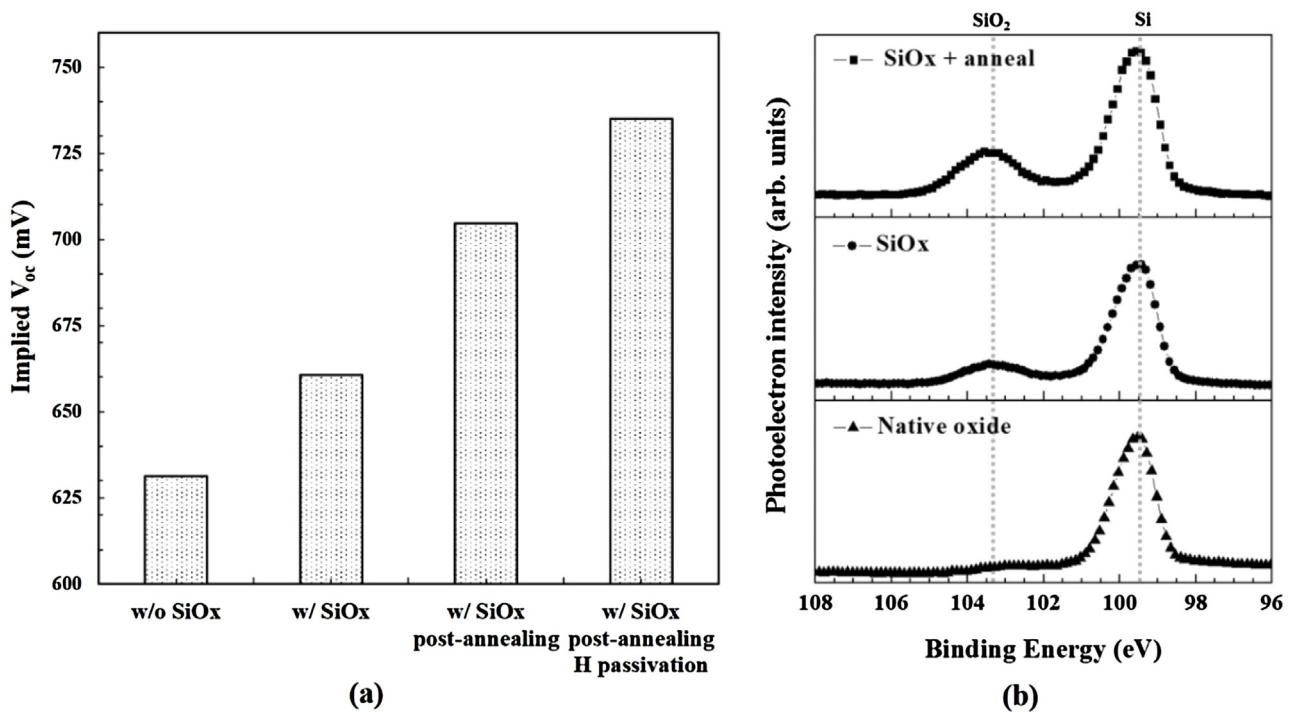 Implied Voc (mV)
750
725
700
675
650
625
600
w/o SiOx
w/ SiOx
w/ SiOx
post-annealing
w/ SiOx
post-annealing
H passivation
(a)
Photoelectron intensity (arb. units)
SiO₂
Si
SiOx + anneal
SiOx
Native oxide
108
106
104
102
100
98
96
Binding Energy (eV)
(b)